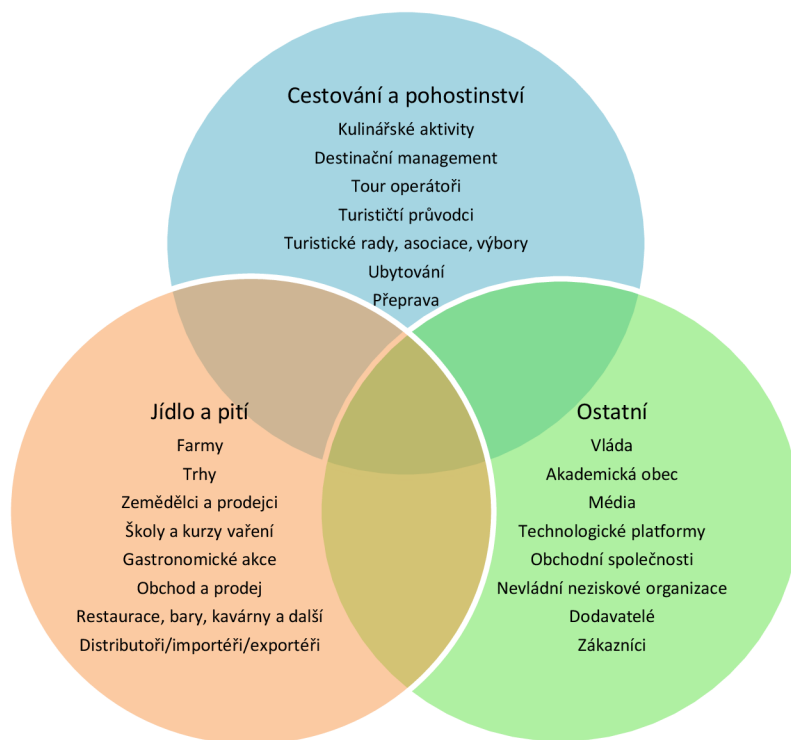 Cestování a pohostinství
Kulinářské aktivity
Destinační management
Tour operátoři
Turističtí průvodci
Turistické rady, asociace, výbory
Ubytování
Přeprava
Jídlo a pití
Farmy
Trhy
Zemědělci a prodejci
Školy a kurzy vaření
Gastronomické akce
Obchod a prodej
Restaurace, bary, kavárny a další
Distributoři/importéři/exportéři
Ostatní
Vláda
Akademická obec
Média
Technologické platformy
Obchodní společnosti
Nevládní neziskové organizace
Dodavatelé
Zákazníci